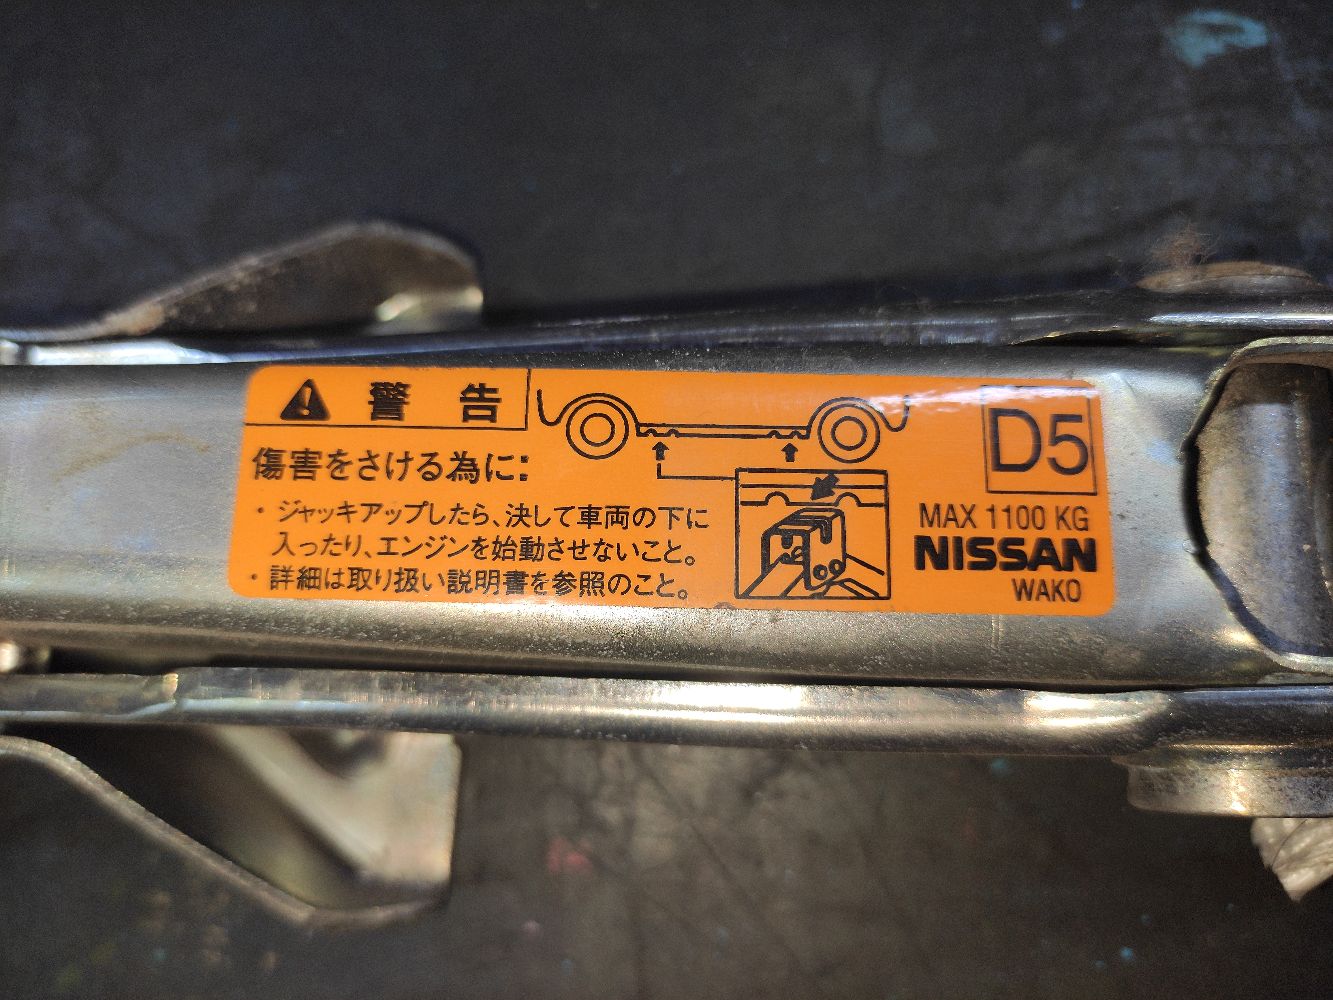 警告
傷害をさける為に:
・ジャッキアップしたら、決して車両の下に
入ったり、エンジンを始動させないこと。
・詳細は取り扱い説明書を参照のこと。
D5
MAX 1100 KG
NISSAN
WAKO